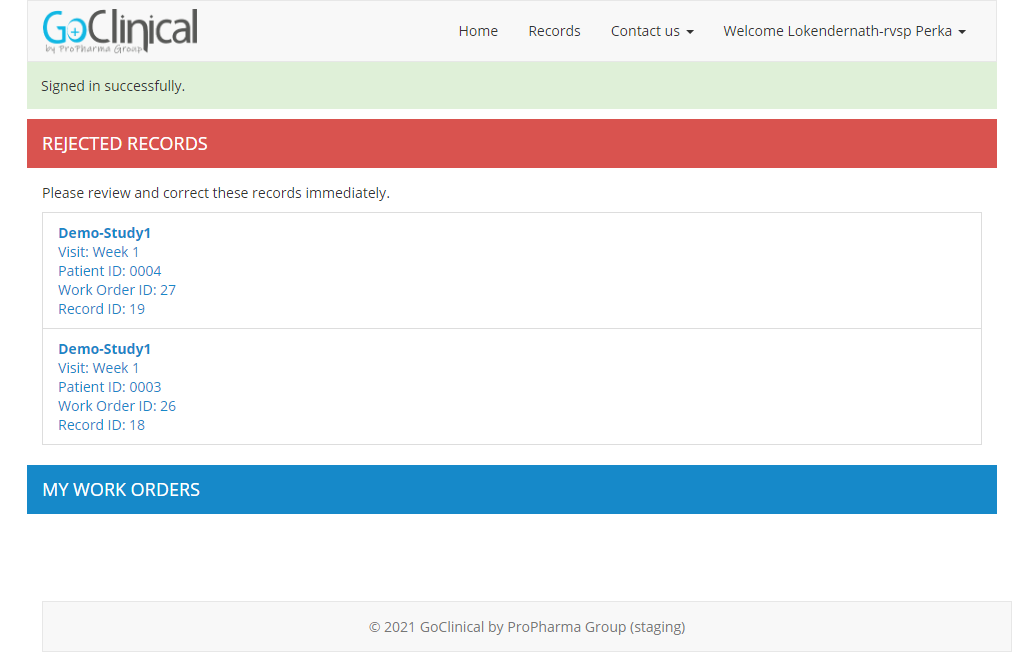 GoClinical
by ProPharma Group
Home Records Contact us Welcome Lokendernath-rvsp Perka
Signed in successfully.
REJECTED RECORDS
Please review and correct these records immediately.
Demo-Study1
Visit: Week 1
Patient ID: 0004
Work Order ID: 27
Record ID: 19
Demo-Study1
Visit: Week 1
Patient ID: 0003
Work Order ID: 26
Record ID: 18
MY WORK ORDERS
© 2021 GoClinical by ProPharma Group (staging)